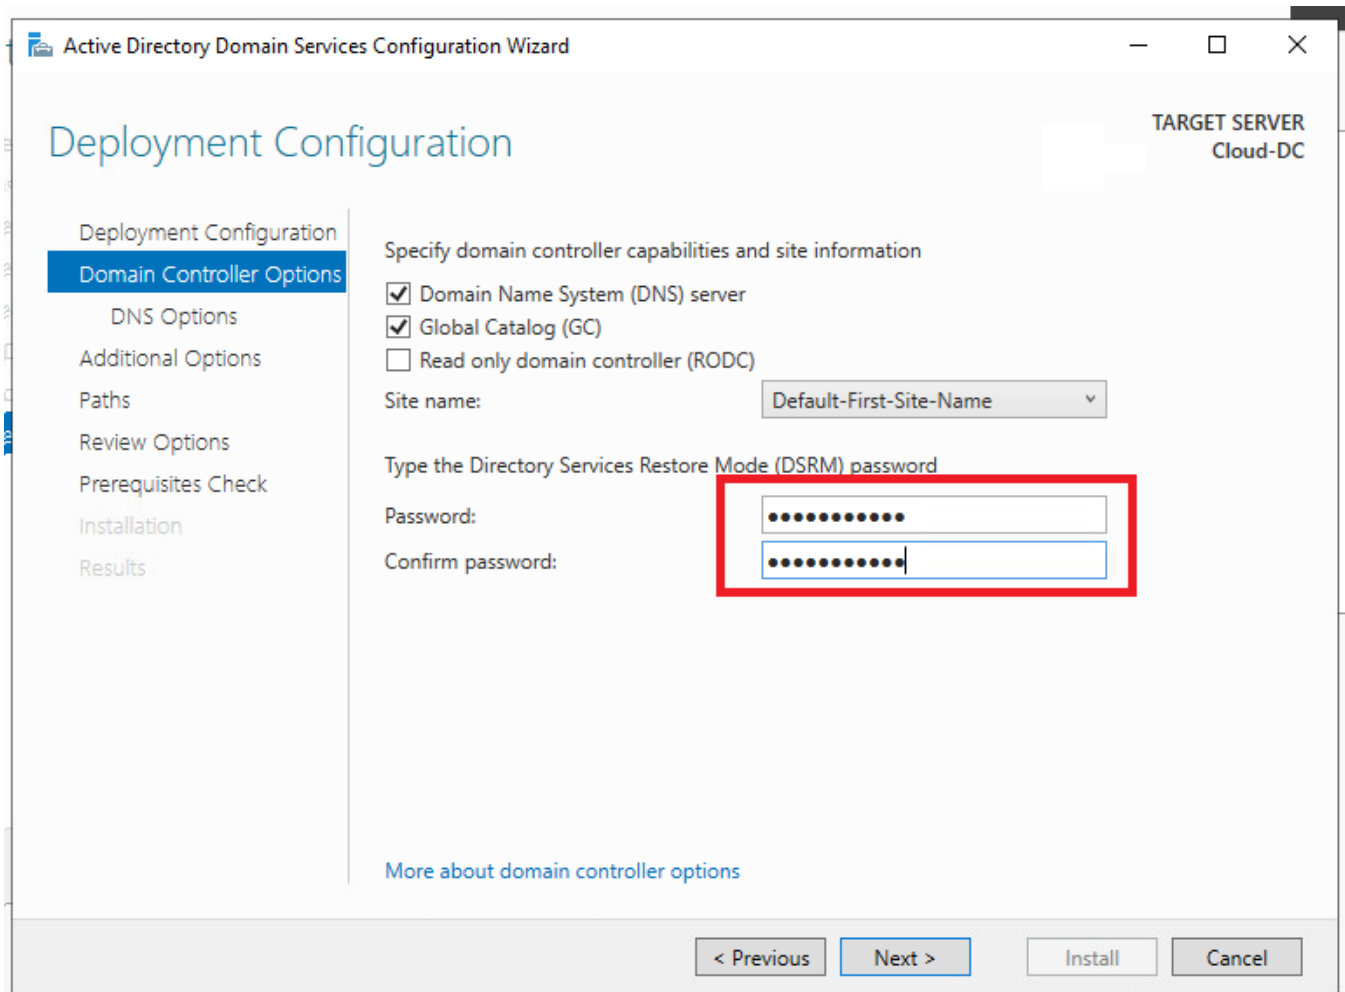 Active Directory Domain Services Configuration Wizard
Deployment Configuration
TARGET SERVER
Cloud-DC
Deployment Configuration
Domain Controller Options
DNS Options
Additional Options
Paths
Review Options
Prerequisites Check
Installation
Results
Specify domain controller capabilities and site information
Domain Name System (DNS) server
Global Catalog (GC)
Read only domain controller (RODC)
Site name: Default-First-Site-Name
Type the Directory Services Restore Mode (DSRM) password
Password: ●●●●●●●●●●●
Confirm password: ●●●●●●●●●●●
More about domain controller options
< Previous Next > Install Cancel